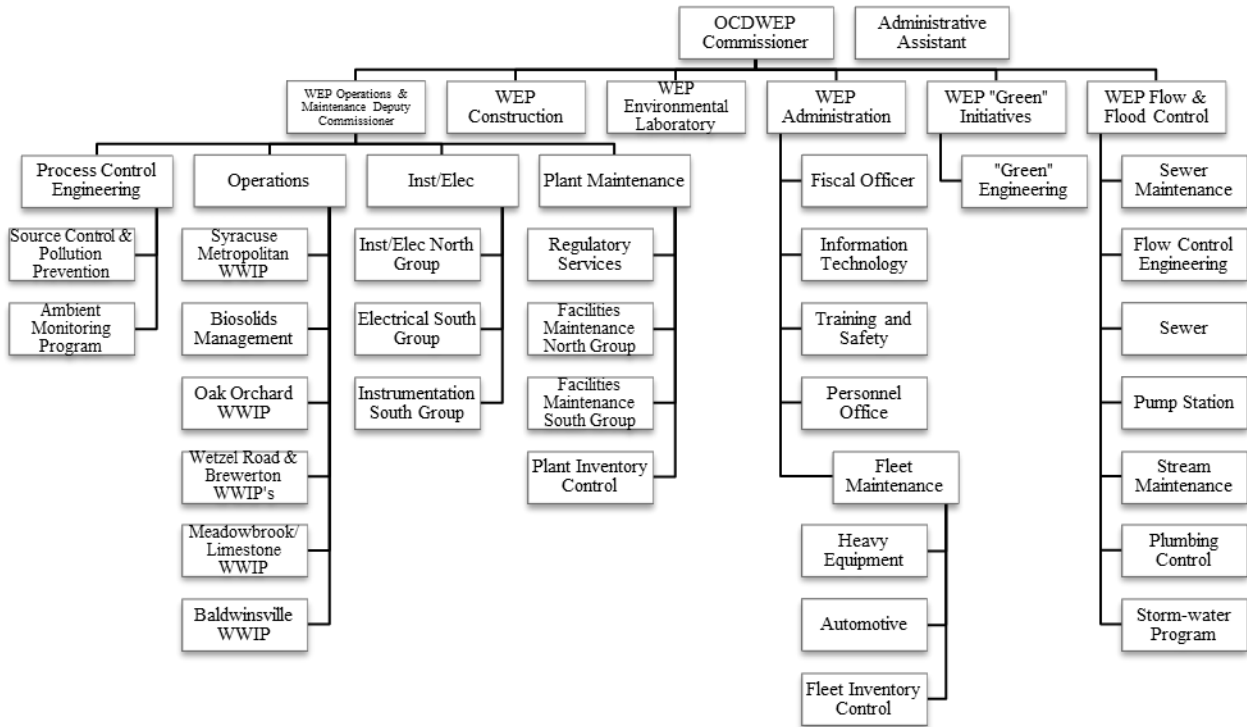 OCDWEP
Commissioner
Administrative
Assistant
WEP Operations &
Maintenance Deputy
Commissioner
WEP
Construction
WEP
Environmental
Laboratory
WEP
Administration
WEP "Green"
Initiatives
WEP Flow &
Flood Control
Process Control
Engineering
Operations
Inst/Elec
Plant Maintenance
Fiscal Officer
"Green"
Engineering
Sewer
Maintenance
Source Control &
Pollution
Prevention
Syracuse
Metropolitan
WWIP
Inst/Elec North
Group
Regulatory
Services
Information
Technology
Flow Control
Engineering
Ambient
Monitoring
Program
Biosolids
Management
Electrical South
Group
Facilities
Maintenance
North Group
Training and
Safety
Sewer
Oak Orchard
WWIP
Instrumentation
South Group
Facilities
Maintenance
South Group
Personnel
Office
Pump Station
Wetzel Road &
Brewerton
WWIP's
Plant Inventory
Control
Fleet
Maintenance
Stream
Maintenance
Meadowbrook/
Limestone
WWIP
Heavy
Equipment
Plumbing
Control
Baldwinsville
WWIP
Automotive
Storm-water
Program
Fleet Inventory
Control